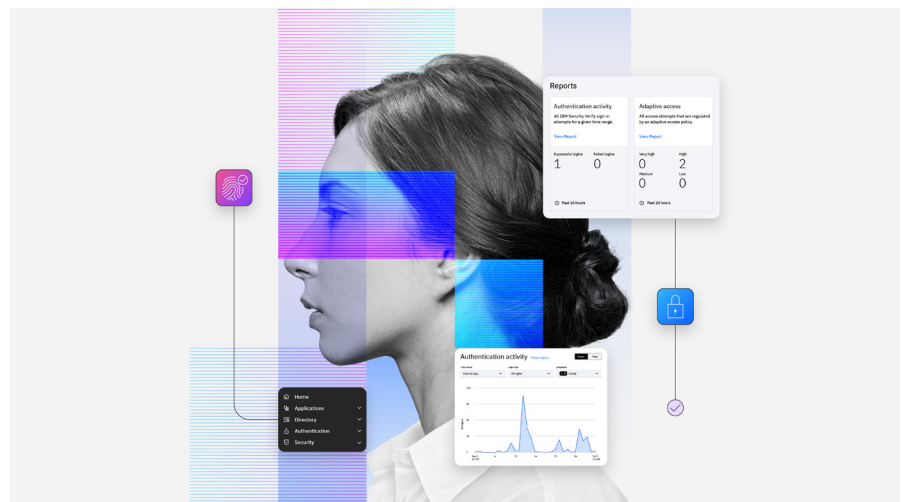 Reports
Authentication activity
All IBM Security Verify sign-in
attempts for a given time range.
View Report
Successful logins Failed logins
1 0
Past 24 hours
Adaptive access
All access attempts that are regulated
by an adaptive access policy.
View Report
Very high High
0 2
Medium Low
0 0
Past 24 hours
Home
Applications
Directory
Authentication
Security
Authentication activity View report
All logins